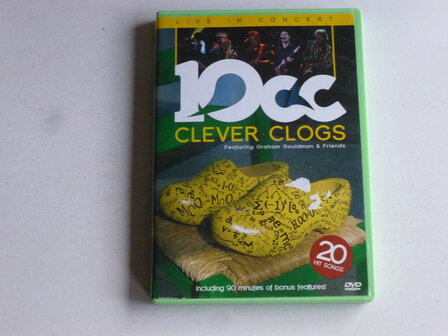 LIVE IN CONCERT
10cc
CLEVER CLOGS
Featuring Graham Gouldman & Friends
20
HIT SONGS
Including 90 minutes of bonus features!
DVD